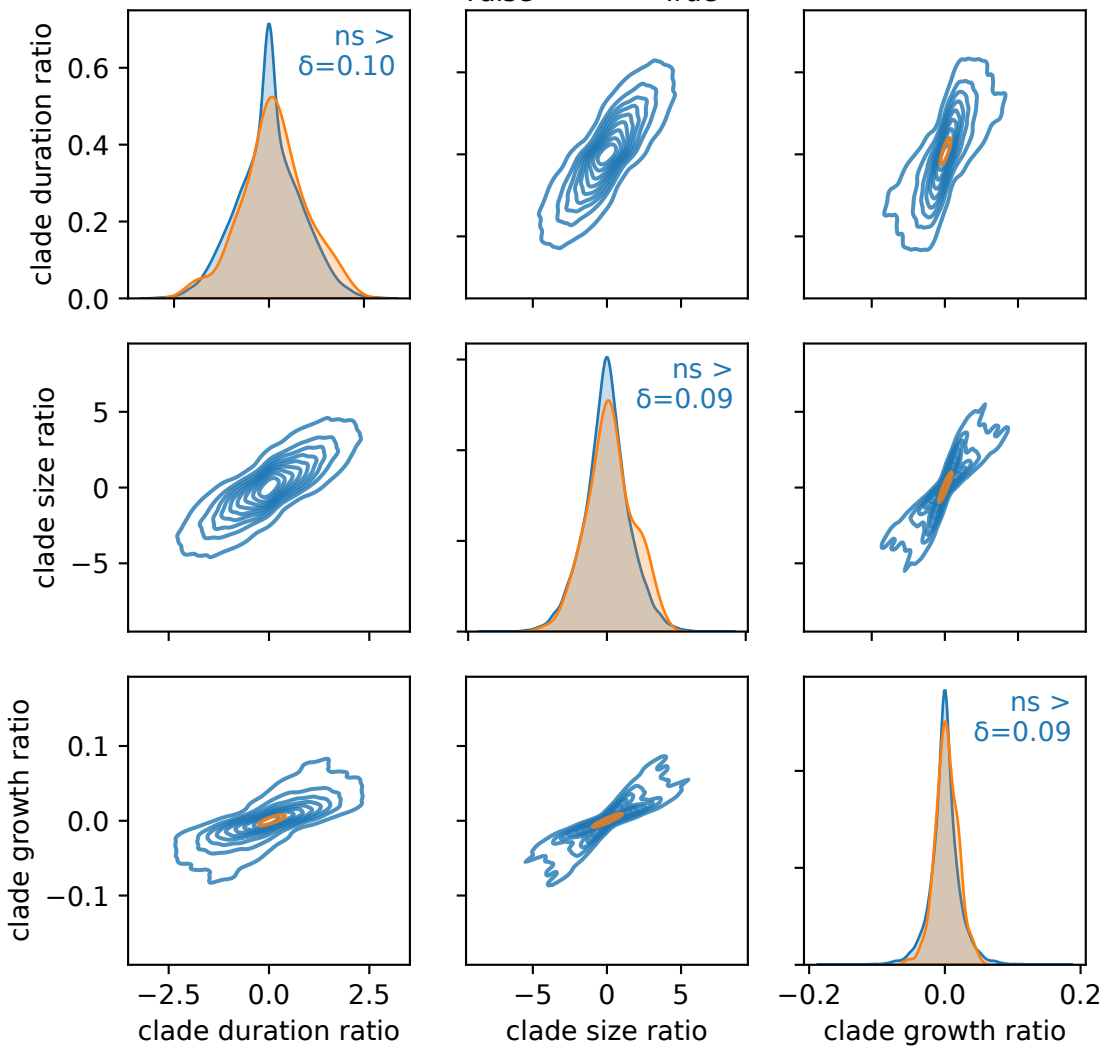 clade duration ratio
0.6
0.4
0.2
0.0
ns >
δ=0.10
clade size ratio
5
0
−5
ns >
δ=0.09
clade growth ratio
0.1
0.0
−0.1
ns >
δ=0.09
−2.5 0.0 2.5
−5 0 5
−0.2 0.0 0.2
clade duration ratio
clade size ratio
clade growth ratio